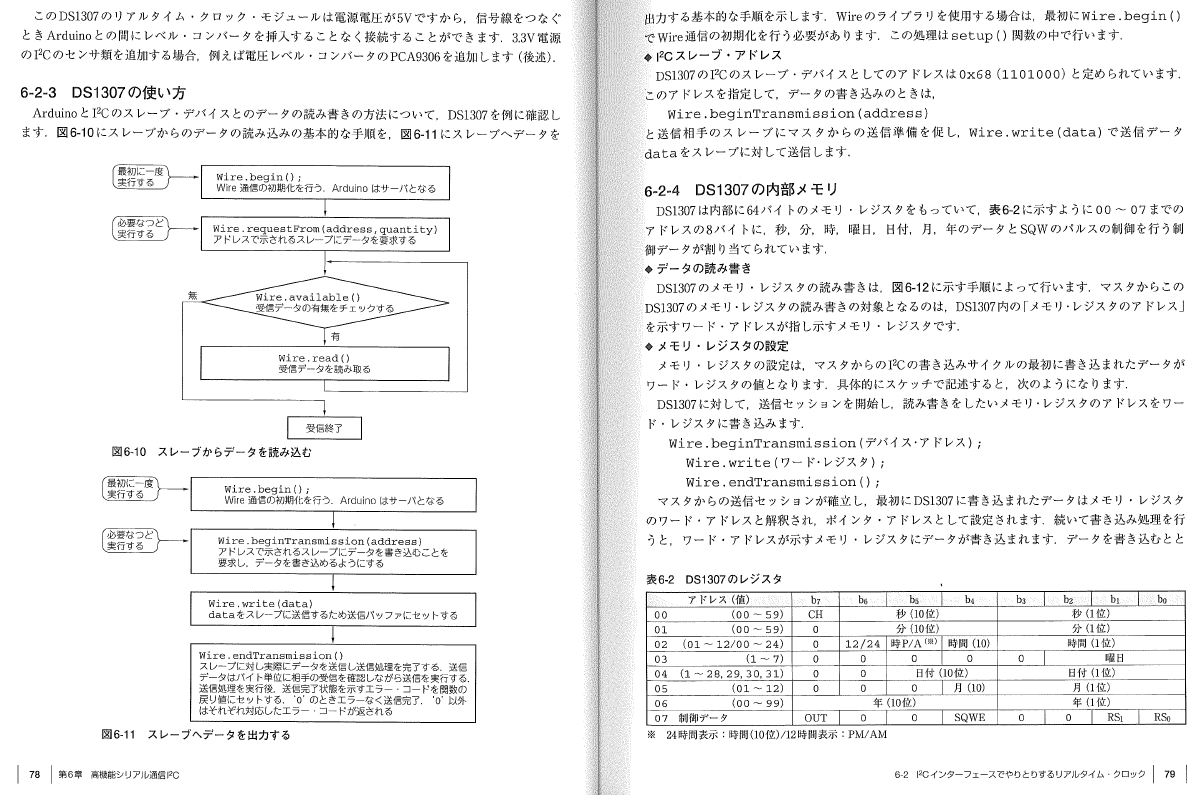 このDS1307のリアルタイム・クロック・モジュールは電源電圧が5Vですから，信号線をつなぐ
ときArduinoとの間にレベル・コンバータを挿入することなく接続することができます．3.3V電源
のI²Cのセンサ類を追加する場合，例えば電圧レベル・コンバータのPCA9306を追加します（後述）．
6-2-3 DS1307の使い方
ArduinoとI²Cのスレーブ・デバイスとのデータの読み書きの方法について，DS1307を例に確認し
ます．図6-10にスレーブからのデータの読み込みの基本的な手順を，図6-11にスレーブへデータを
最初に一度
実行する
Wire.begin();
Wire 通信の初期化を行う．Arduino はサーバとなる
必要なつど
実行する
Wire.requestFrom(address,quantity)
アドレスで示されるスレーブにデータを要求する
無
Wire.available()
受信データの有無をチェックする
有
Wire.read()
受信データを読み取る
受信終了
図6-10 スレーブからデータを読み込む
最初に一度
実行する
Wire.begin();
Wire 通信の初期化を行う．Arduino はサーバとなる
必要なつど
実行する
Wire.beginTransmission(address)
アドレスで示されるスレーブにデータを書き込むことを
要求し，データを書き込めるようにする
Wire.write(data)
dataをスレーブに送信するため送信バッファにセットする
Wire.endTransmission()
スレーブに対し実際にデータを送信し送信処理を完了する．送信
データはバイト単位に相手の受信を確認しながら送信を実行する．
送信処理を実行後，送信完了状態を示すエラー・コードを関数の
戻り値にセットする．'0' のときエラーなく送信完了．'0' 以外
はそれぞれ対応したエラー・コードが返される
図6-11 スレーブへデータを出力する
78 第6章 高機能シリアル通信I²C
出力する基本的な手順を示します．Wireのライブラリを使用する場合は，最初にWire.begin()
でWire通信の初期化を行う必要があります．この処理はsetup()関数の中で行います．
◆ I²Cスレーブ・アドレス
DS1307のI²Cのスレーブ・デバイスとしてのアドレスは0x68（1101000）と定められています．
このアドレスを指定して，データの書き込みのときは，
Wire.beginTransmission(address)
と送信相手のスレーブにマスタからの送信準備を促し，Wire.write(data)で送信データ
dataをスレーブに対して送信します．
6-2-4 DS1307の内部メモリ
DS1307は内部に64バイトのメモリ・レジスタをもっていて，表6-2に示すように00 ～ 07までの
アドレスの8バイトに，秒，分，時，曜日，日付，月，年のデータとSQWのパルスの制御を行う制
御データが割り当てられています．
◆ データの読み書き
DS1307のメモリ・レジスタの読み書きは，図6-12に示す手順によって行います．マスタからこの
DS1307のメモリ・レジスタの読み書きの対象となるのは，DS1307内の「メモリ・レジスタのアドレス」
を示すワード・アドレスが指し示すメモリ・レジスタです．
◆ メモリ・レジスタの設定
メモリ・レジスタの設定は，マスタからのI²Cの書き込みサイクルの最初に書き込まれたデータが
ワード・レジスタの値となります．具体的にスケッチで記述すると，次のようになります．
DS1307に対して，送信セッションを開始し，読み書きをしたいメモリ・レジスタのアドレスをワー
ド・レジスタに書き込みます．
Wire.beginTransmission(デバイス・アドレス);
Wire.write(ワード・レジスタ);
Wire.endTransmission();
マスタからの送信セッションが確立し，最初にDS1307に書き込まれたデータはメモリ・レジスタ
のワード・アドレスと解釈され，ポインタ・アドレスとして設定されます．続いて書き込み処理を行
うと，ワード・アドレスが示すメモリ・レジスタにデータが書き込まれます．データを書き込むとと
表6-2 DS1307のレジスタ
アドレス（値） b7 b6 b5 b4 b3 b2 b1 b0
00 （00 ～ 59） CH 秒（10位） 秒（1位）
01 （00 ～ 59） 0 分（10位） 分（1位）
02 （01 ～ 12/00 ～ 24） 0 12/24 時P/A（※） 時間（10） 時間（1位）
03 （1 ～ 7） 0 0 0 0 0 曜日
04 （1 ～ 28, 29, 30, 31） 0 0 日付（10位） 日付（1位）
05 （01 ～ 12） 0 0 0 月（10） 月（1位）
06 （00 ～ 99） 年（10位） 年（1位）
07 制御データ OUT 0 0 SQWE 0 0 RS1 RS0
※ 24時間表示：時間(10位)/12時間表示：PM/AM
6-2 I²Cインターフェースでやりとりするリアルタイム・クロック 79